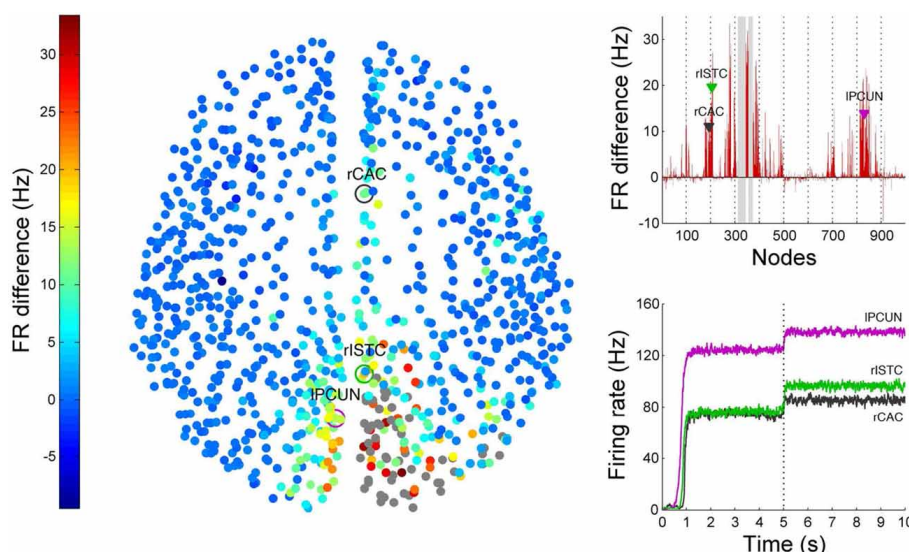 FR difference (Hz)
30
25
20
15
10
5
0
-5
rCAC
rISTC
lPCUN
FR difference (Hz)
30
20
10
0
-10
rISTC
rCAC
lPCUN
100 300 500 700 900
Nodes
Firing rate (Hz)
160
120
80
40
0
lPCUN
rISTC
rCAC
0 1 2 3 4 5 6 7 8 9 10
Time (s)